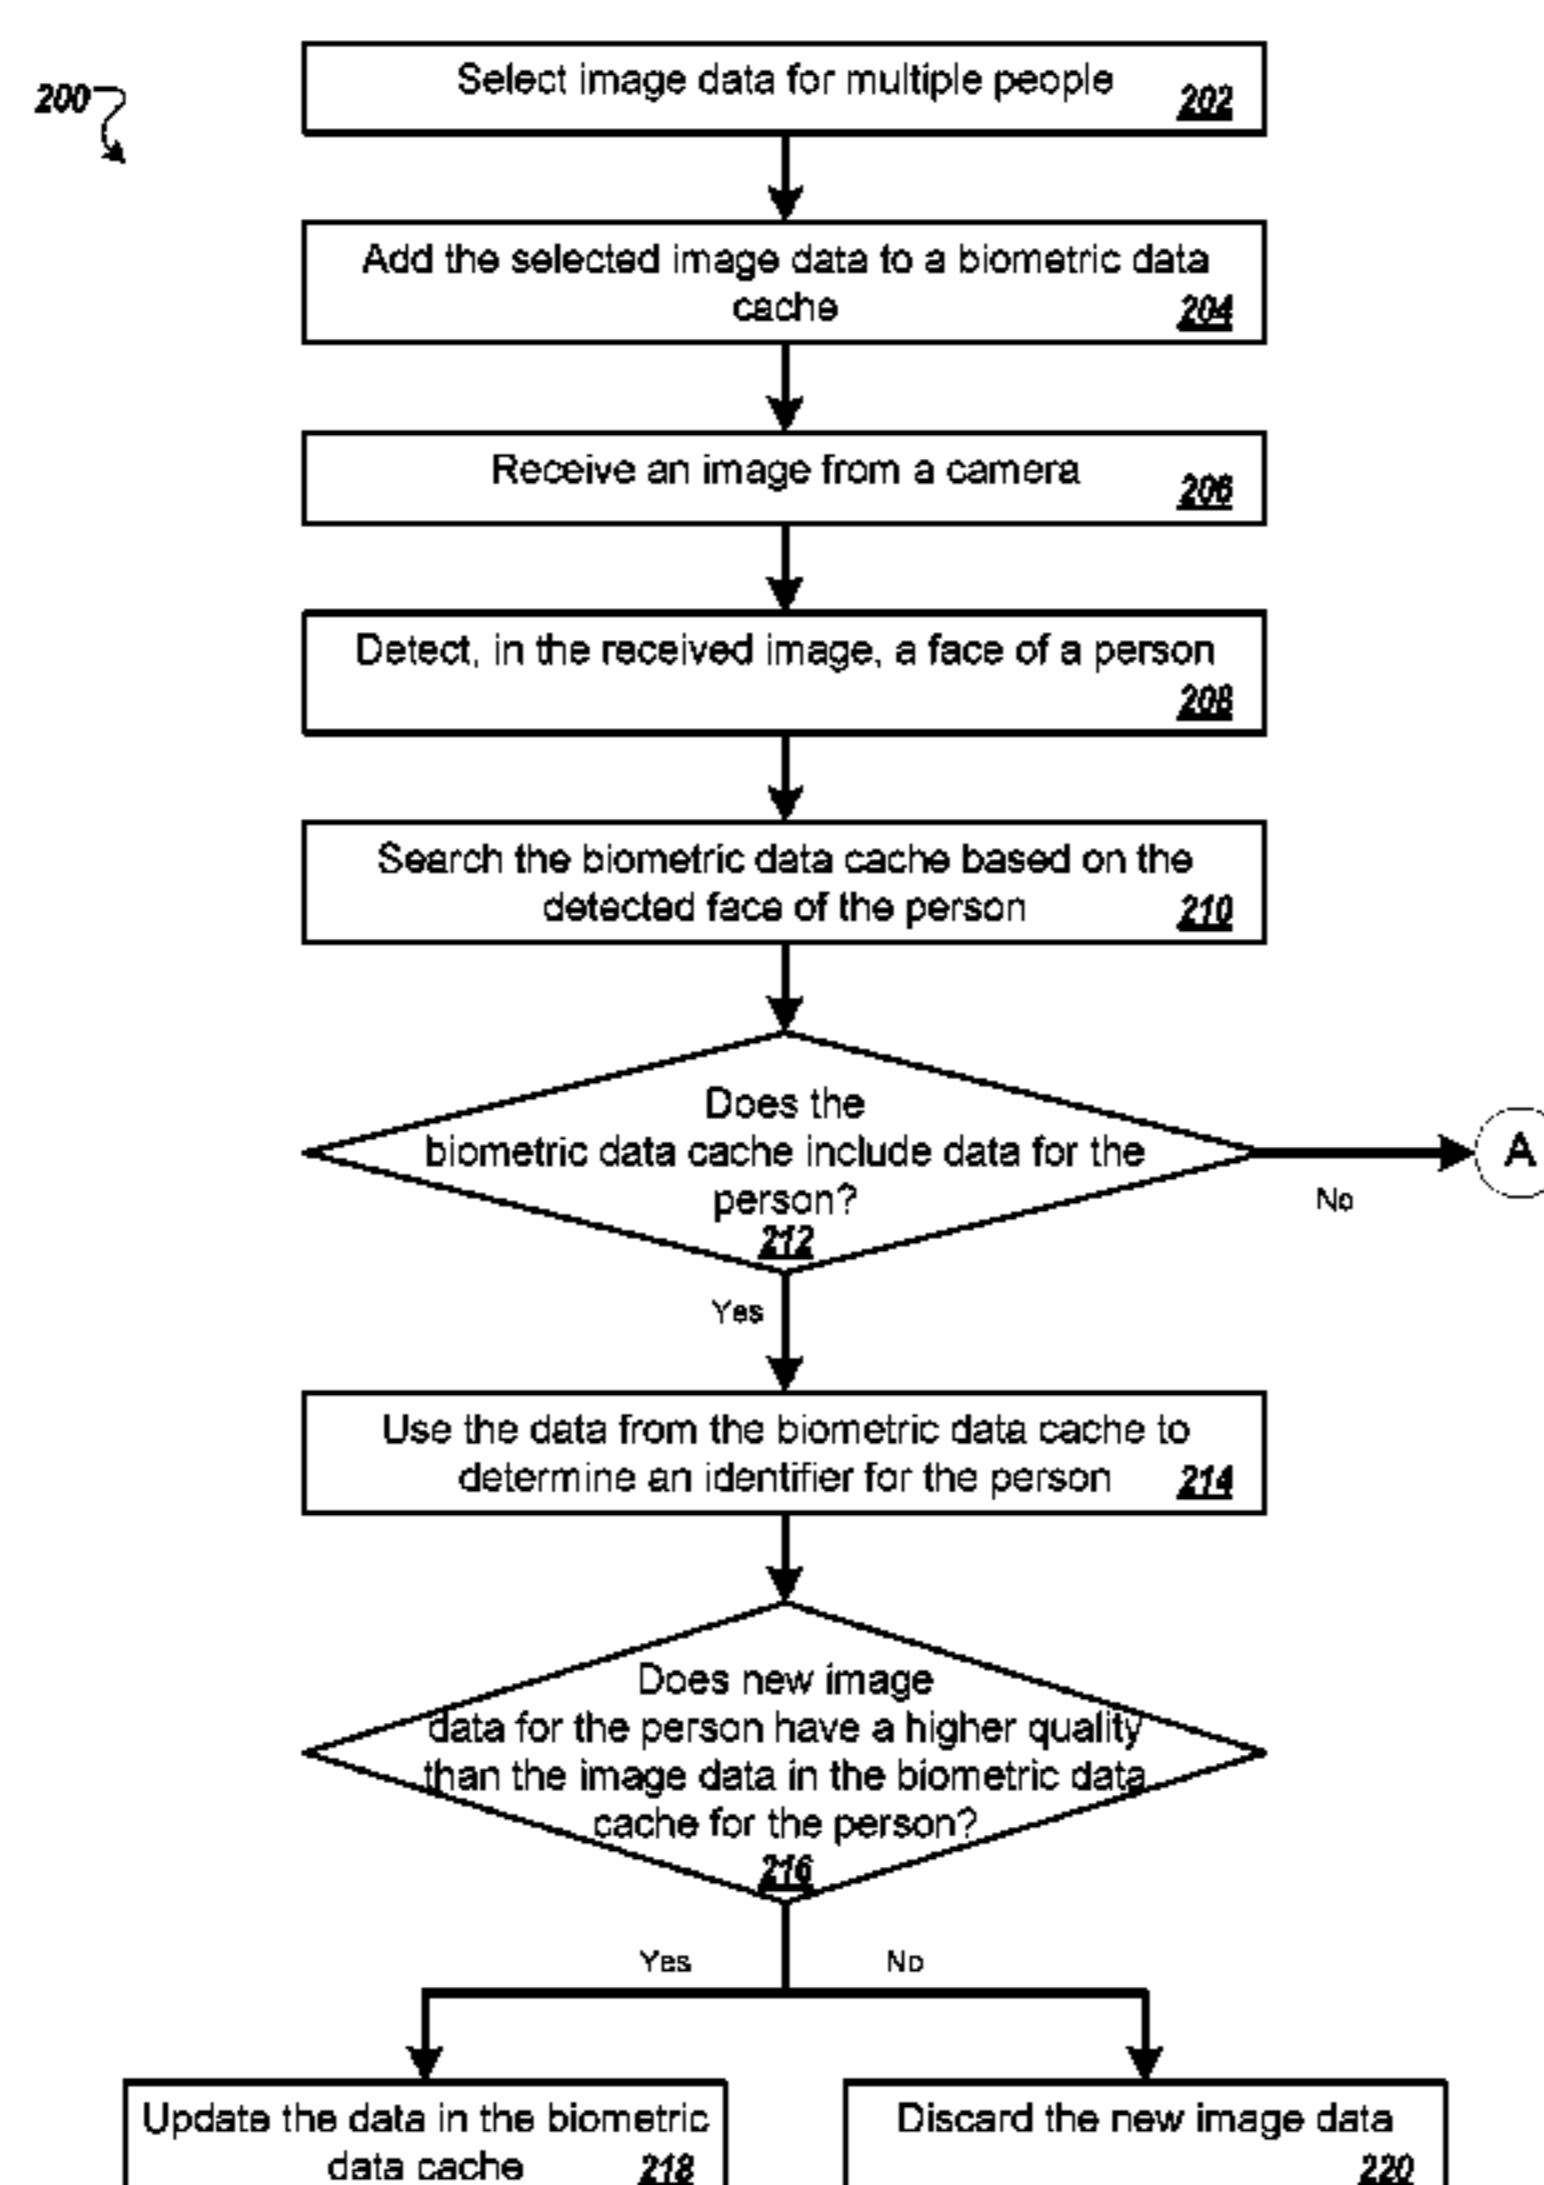 200
Select image data for multiple people
202
Add the selected image data to a biometric data
cache
204
Receive an image from a camera
206
Detect, in the received image, a face of a person
208
Search the biometric data cache based on the
detected face of the person
210
Does the
biometric data cache include data for the
person?
212
A
No
Yes
Use the data from the biometric data cache to
determine an identifier for the person
214
Does new image
data for the person have a higher quality
than the image data in the biometric data
cache for the person?
216
Yes
No
Update the data in the biometric
data cache
218
Discard the new image data
220